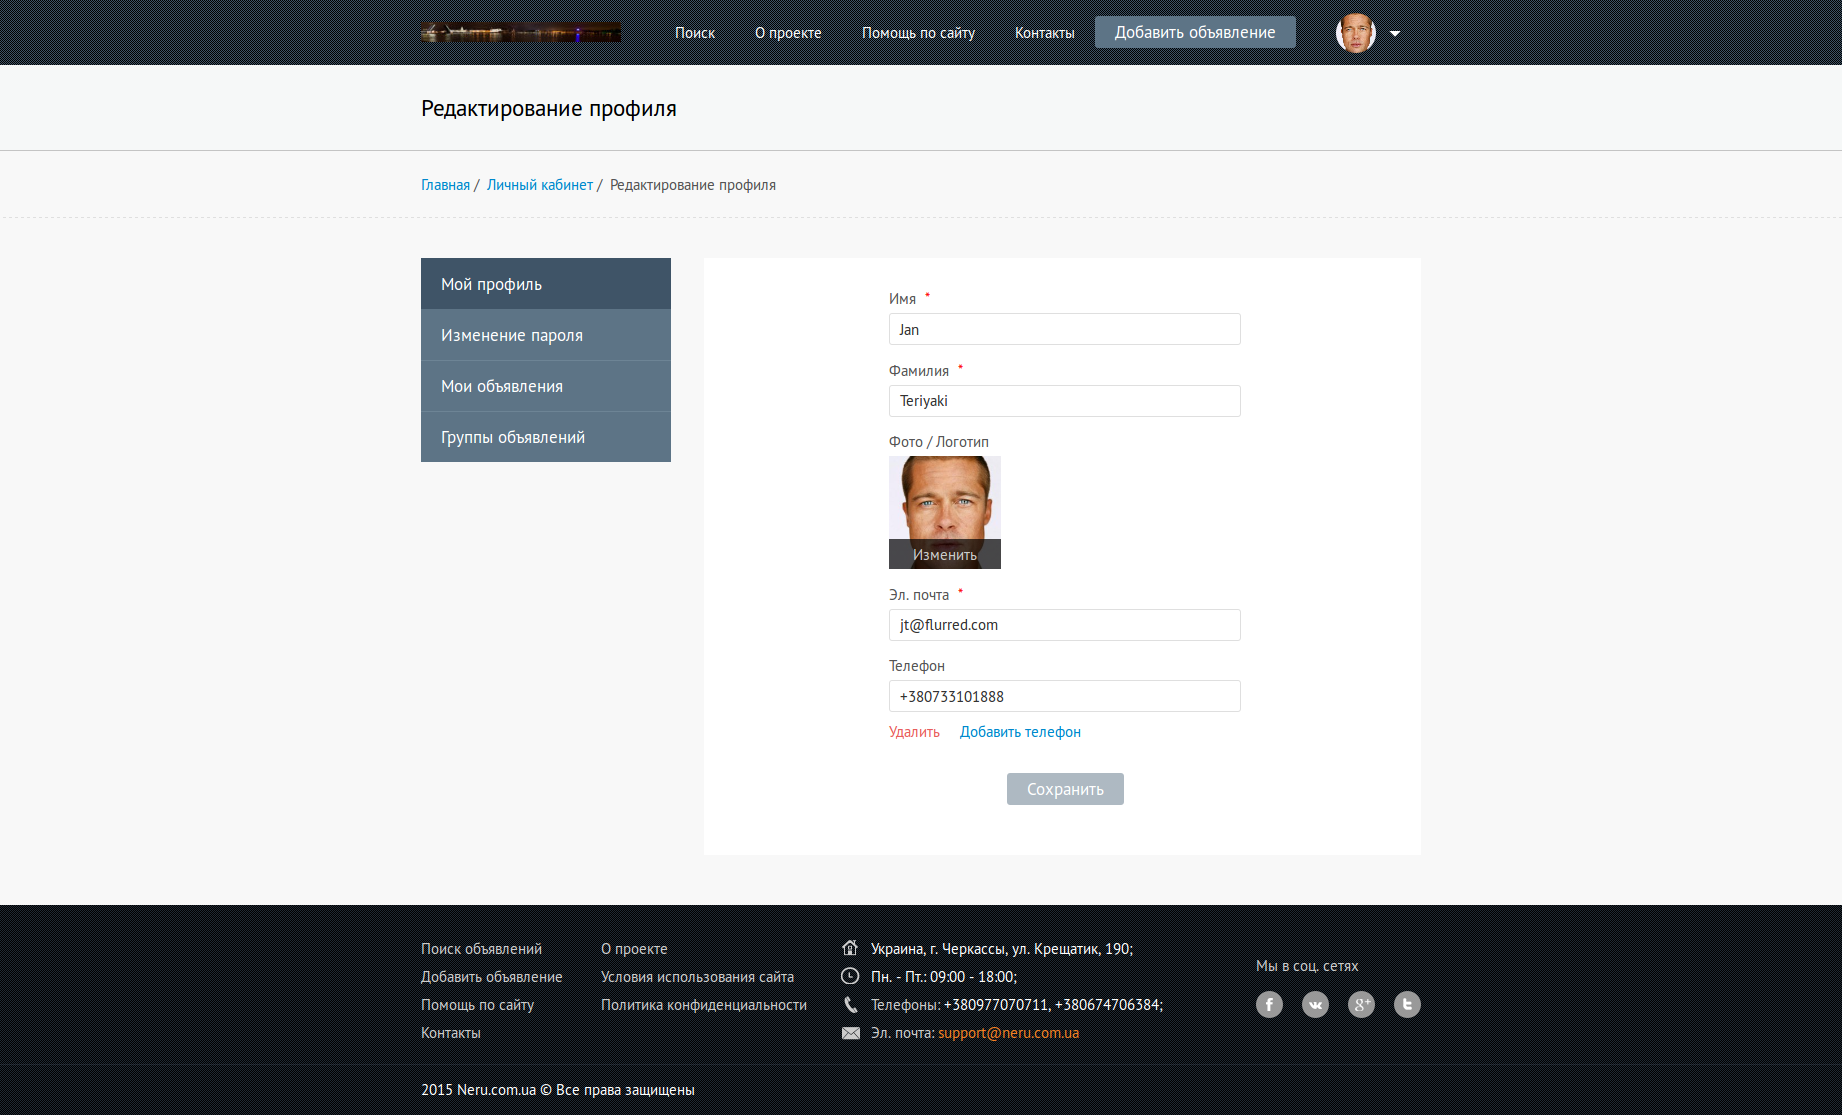 Поиск
О проекте
Помощь по сайту
Контакты
Добавить объявление
Редактирование профиля
Главная / Личный кабинет / Редактирование профиля
Мой профиль
Изменение пароля
Мои объявления
Группы объявлений
Имя *
Jan
Фамилия *
Teriyaki
Фото / Логотип
Изменить
Эл. почта *
jt@flurred.com
Телефон
+380733101888
Удалить Добавить телефон
Сохранить
Поиск объявлений
Добавить объявление
Помощь по сайту
Контакты
О проекте
Условия использования сайта
Политика конфиденциальности
Украина, г. Черкассы, ул. Крещатик, 190;
Пн. - Пт.: 09:00 - 18:00;
Телефоны: +380977070711, +380674706384;
Эл. почта: support@neru.com.ua
Мы в соц. сетях
2015 Neru.com.ua © Все права защищены